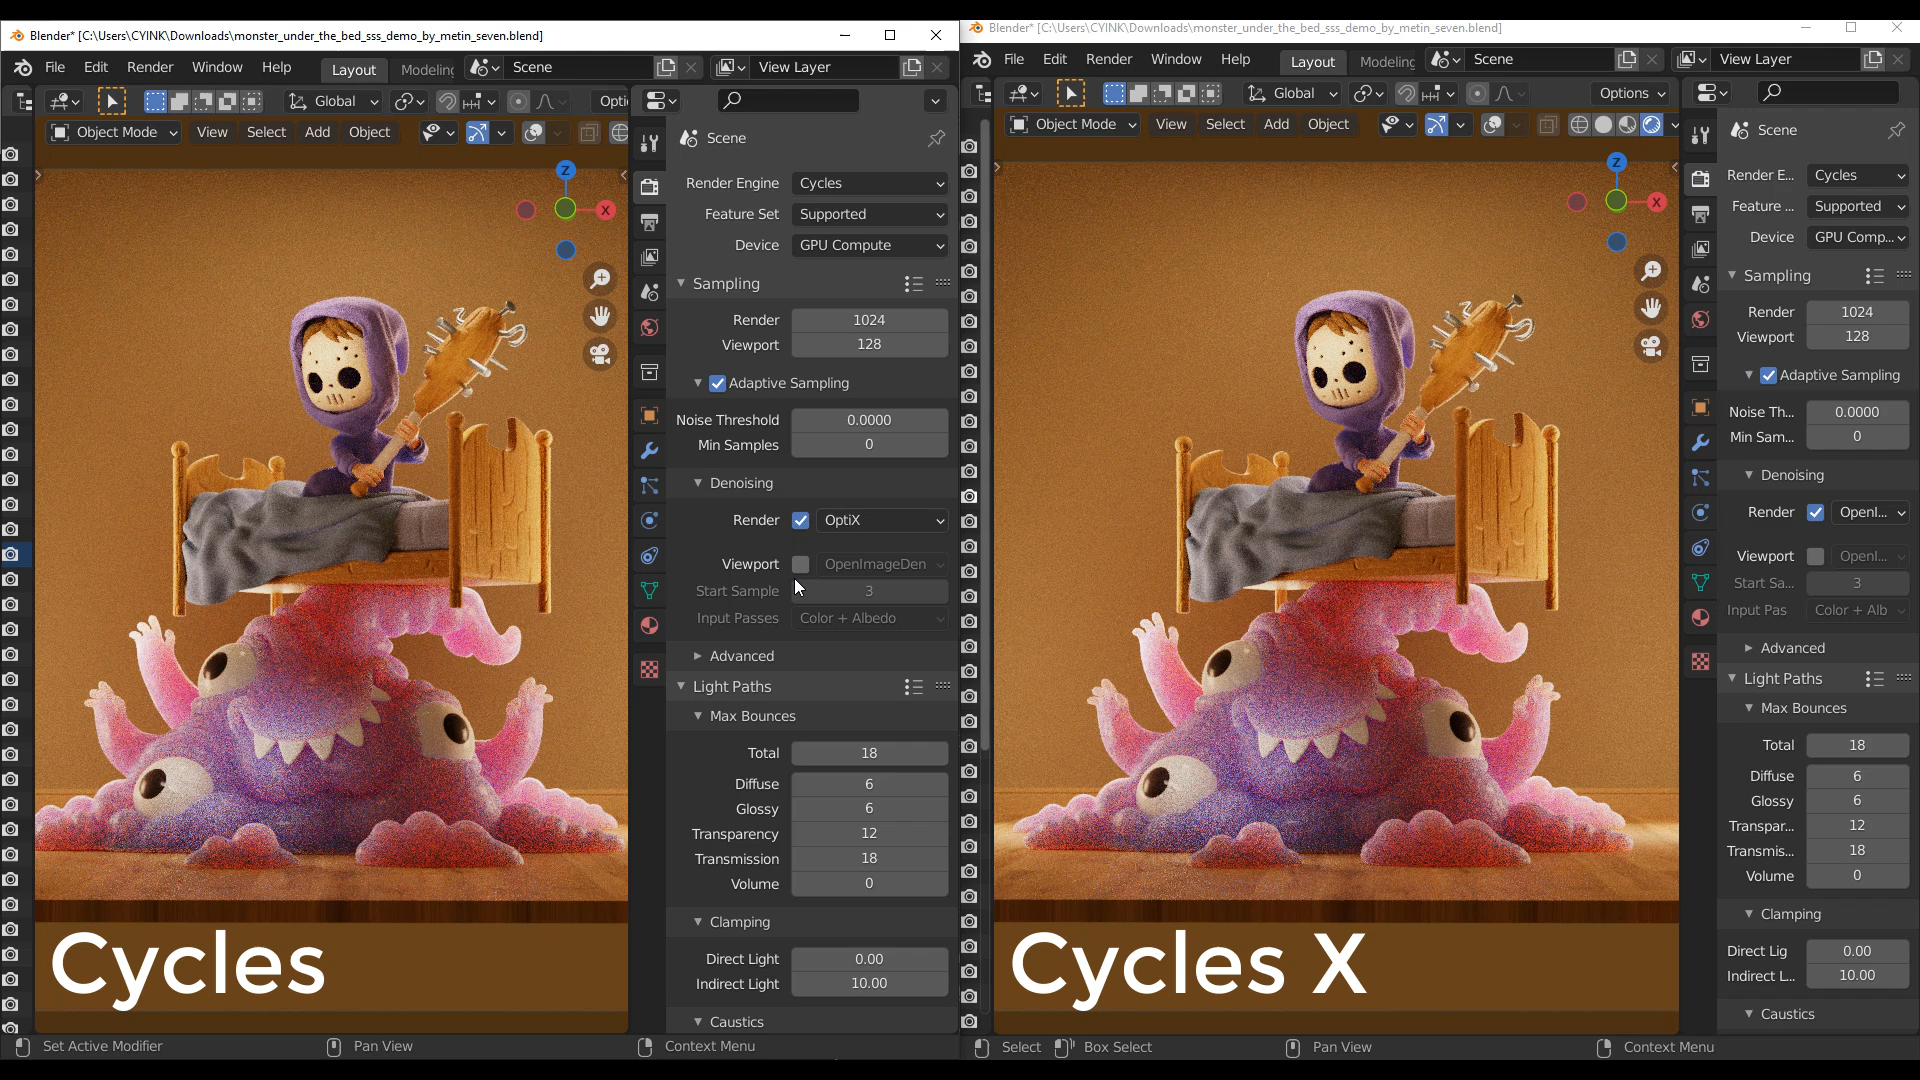 Blender* [C:\Users\CYINK\Downloads\monster_under_the_bed_sss_demo_by_metin_seven.blend]
File Edit Render Window Help Layout Modeling Scene View Layer
Global Opti
Object Mode View Select Add Object
Z
X
Scene
Render Engine Cycles
Feature Set Supported
Device GPU Compute
Sampling
Render 1024
Viewport 128
Adaptive Sampling
Noise Threshold 0.0000
Min Samples 0
Denoising
Render OptiX
Viewport OpenImageDen
Start Sample 3
Input Passes Color + Albedo
Advanced
Light Paths
Max Bounces
Total 18
Diffuse 6
Glossy 6
Transparency 12
Transmission 18
Volume 0
Clamping
Direct Light 0.00
Indirect Light 10.00
Caustics
Cycles
Set Active Modifier Pan View Context Menu
Blender* [C:\Users\CYINK\Downloads\monster_under_the_bed_sss_demo_by_metin_seven.blend]
File Edit Render Window Help Layout Modeling Scene View Layer
Global Options
Object Mode View Select Add Object
Z
X
Scene
Render E... Cycles
Feature ... Supported
Device GPU Comp...
Sampling
Render 1024
Viewport 128
Adaptive Sampling
Noise Th... 0.0000
Min Sam... 0
Denoising
Render OpenI...
Viewport OpenI...
Start Sa... 3
Input Pas Color + Alb
Advanced
Light Paths
Max Bounces
Total 18
Diffuse 6
Glossy 6
Transpar... 12
Transmis... 18
Volume 0
Clamping
Direct Lig 0.00
Indirect L... 10.00
Caustics
Cycles X
Select Box Select Pan View Context Menu